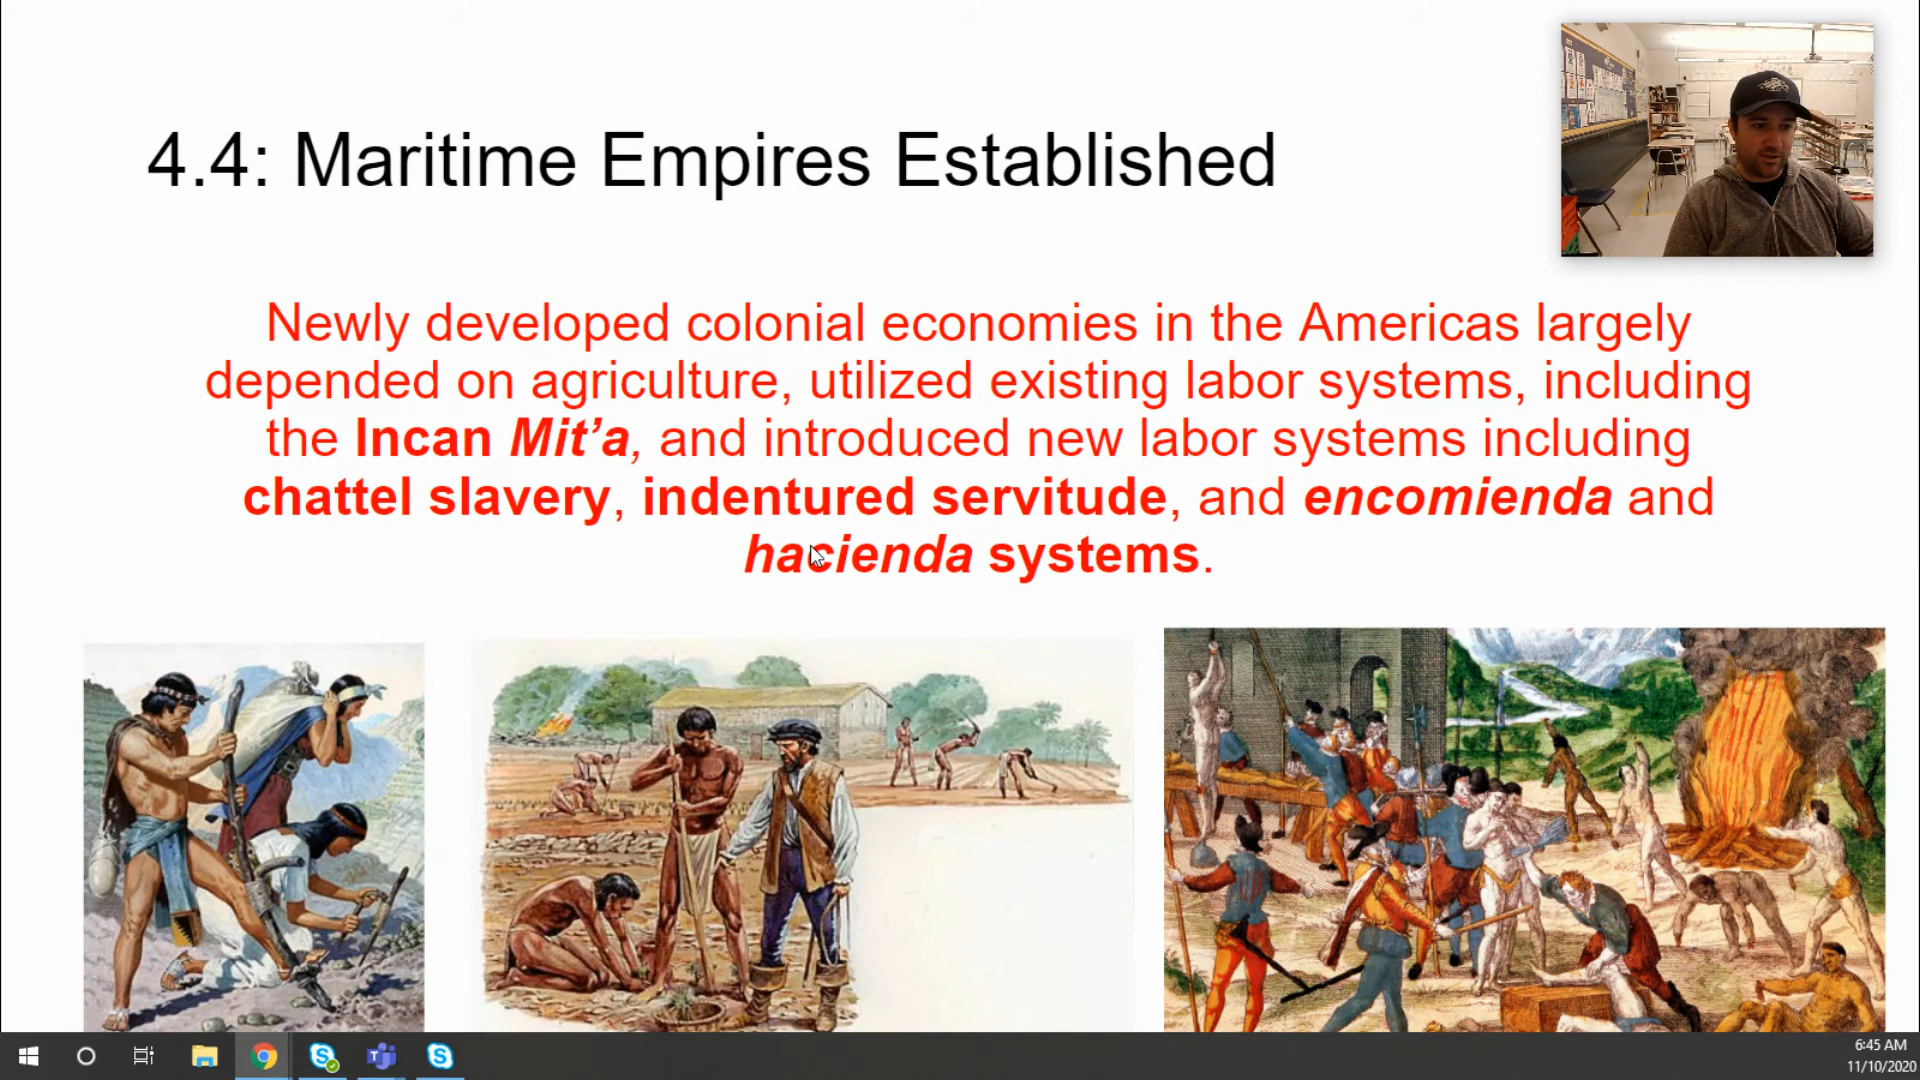 4.4: Maritime Empires Established
Newly developed colonial economies in the Americas largely
depended on agriculture, utilized existing labor systems, including
the Incan Mit’a, and introduced new labor systems including
chattel slavery, indentured servitude, and encomienda and
hacienda systems.
6:45 AM
11/10/2020